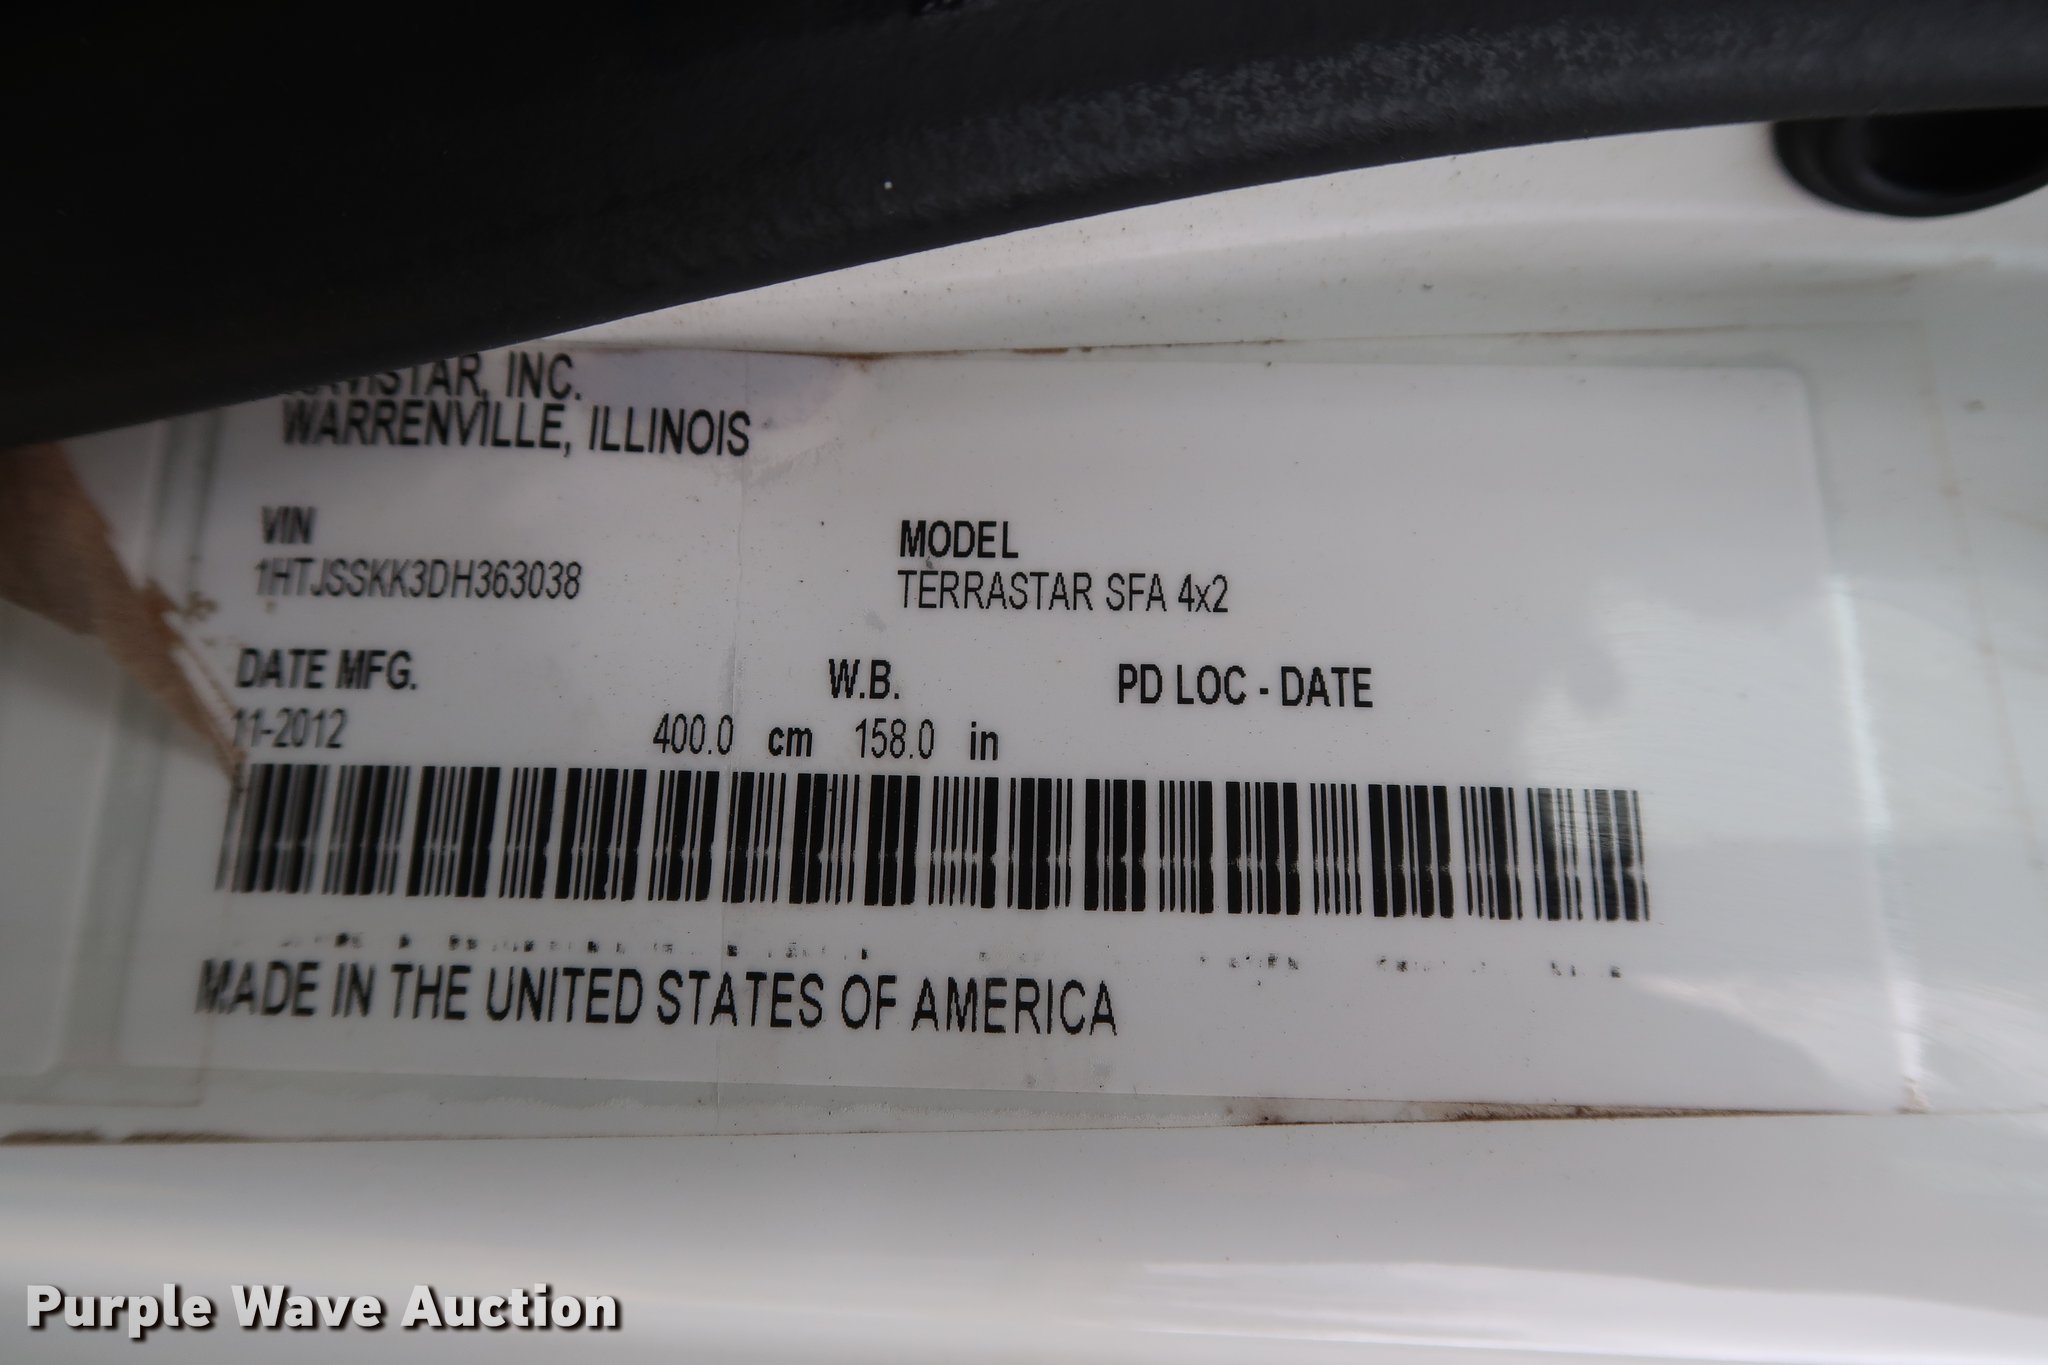 INC.
WARRENVILLE, ILLINOIS
VIN
1HTJSSKK3DH363038
MODEL
TERRASTAR SFA 4x2
DATE MFG.
11-2012
W.B.
400.0 cm 158.0 in
PD LOC - DATE
MADE IN THE UNITED STATES OF AMERICA
Purple Wave Auction